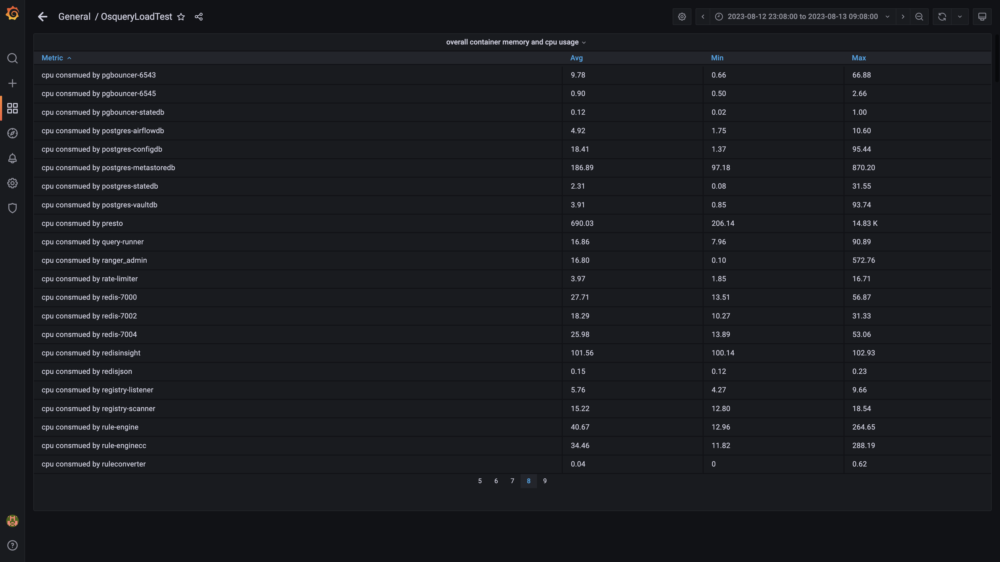 General / OsqueryLoadTest
2023-08-12 23:08:00 to 2023-08-13 09:08:00
overall container memory and cpu usage
Metric Avg Min Max
cpu consmued by pgbouncer-6543 9.78 0.66 66.88
cpu consmued by pgbouncer-6545 0.90 0.50 2.66
cpu consmued by pgbouncer-statedb 0.12 0.02 1.00
cpu consmued by postgres-airflowdb 4.92 1.75 10.60
cpu consmued by postgres-configdb 18.41 1.37 95.44
cpu consmued by postgres-metastoredb 186.89 97.18 870.20
cpu consmued by postgres-statedb 2.31 0.08 31.55
cpu consmued by postgres-vaultdb 3.91 0.85 93.74
cpu consmued by presto 690.03 206.14 14.83 K
cpu consmued by query-runner 16.86 7.96 90.89
cpu consmued by ranger_admin 16.80 0.10 572.76
cpu consmued by rate-limiter 3.97 1.85 16.71
cpu consmued by redis-7000 27.71 13.51 56.87
cpu consmued by redis-7002 18.29 10.27 31.33
cpu consmued by redis-7004 25.98 13.89 53.06
cpu consmued by redisinsight 101.56 100.14 102.93
cpu consmued by redisjson 0.15 0.12 0.23
cpu consmued by registry-listener 5.76 4.27 9.66
cpu consmued by registry-scanner 15.22 12.80 18.54
cpu consmued by rule-engine 40.67 12.96 264.65
cpu consmued by rule-enginecc 34.46 11.82 288.19
cpu consmued by ruleconverter 0.04 0 0.62
5 6 7 8 9